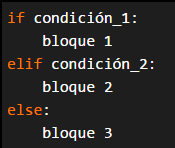 if condición_1:
    bloque 1
elif condición_2:
    bloque 2
else:
    bloque 3